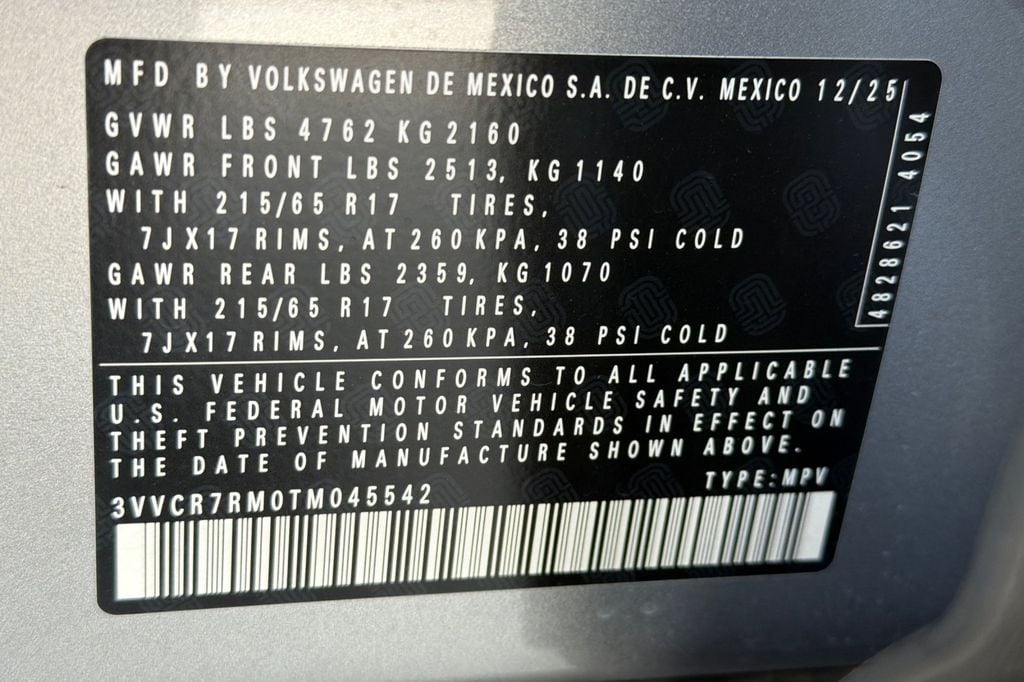 MFD BY VOLKSWAGEN DE MEXICO S.A. DE C.V. MEXICO 12/25
GVWR LBS 4762 KG 2160
GAWR FRONT LBS 2513, KG 1140
WITH 215/65 R17 TIRES,
7JX17 RIMS, AT 260 KPA, 38 PSI COLD
GAWR REAR LBS 2359, KG 1070
WITH 215/65 R17 TIRES,
7JX17 RIMS, AT 260 KPA, 38 PSI COLD
4828621 4054
THIS VEHICLE CONFORMS TO ALL APPLICABLE
U.S. FEDERAL MOTOR VEHICLE SAFETY AND
THEFT PREVENTION STANDARDS IN EFFECT ON
THE DATE OF MANUFACTURE SHOWN ABOVE.
TYPE: MPV
3VVCR7RM0TM045542